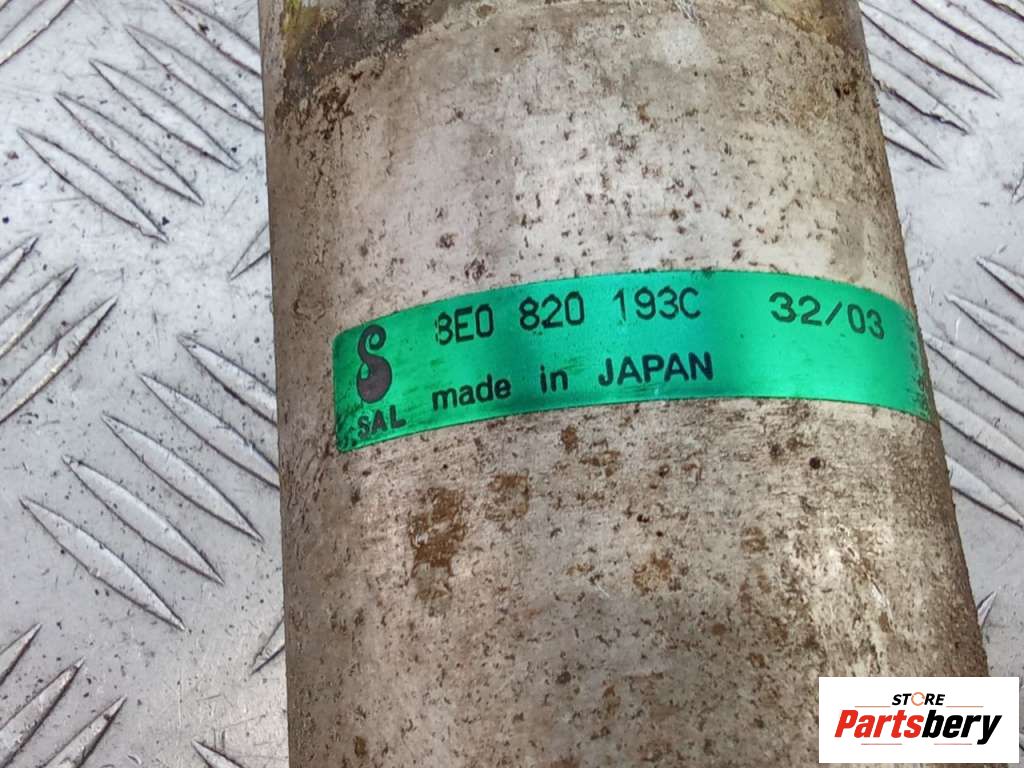 8E0 820 193C 32/03
SAL made in JAPAN
STORE
Partsbery